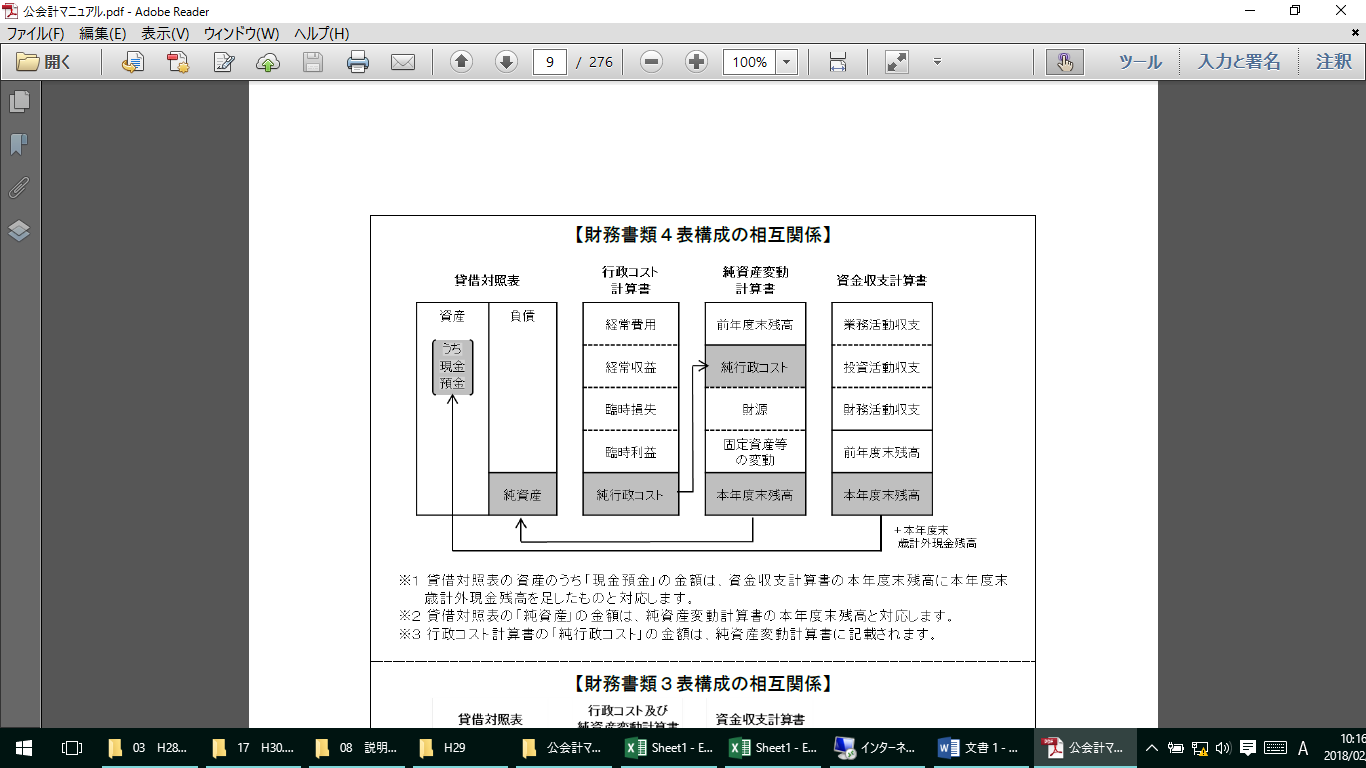 公会計マニュアル.pdf - Adobe Reader
ファイル(F) 編集(E) 表示(V) ウィンドウ(W) ヘルプ(H)
開く 9 / 276 100% ツール 入力と署名 注釈
【財務書類４表構成の相互関係】
貸借対照表
行政コスト
計算書
純資産変動
計算書
資金収支計算書
資産
うち
現金
預金
負債
純資産
経常費用
経常収益
臨時損失
臨時利益
純行政コスト
前年度末残高
純行政コスト
財源
固定資産等
の変動
本年度末残高
業務活動収支
投資活動収支
財務活動収支
前年度末残高
本年度末残高
＋本年度末
歳計外現金残高
※１ 貸借対照表の資産のうち「現金預金」の金額は、資金収支計算書の本年度末残高に本年度末
歳計外現金残高を足したものと対応します。
※２ 貸借対照表の「純資産」の金額は、純資産変動計算書の本年度末残高と対応します。
※３ 行政コスト計算書の「純行政コスト」の金額は、純資産変動計算書に記載されます。
【財務書類３表構成の相互関係】
貸借対照表
行政コスト及び
純資産変動計算書
資金収支計算書
03 H28... 17 H30.... 08 説明... H29 公会計マ... Sheet1 - E... Sheet1 - E... インターネ... 文書 1 - ... 公会計マ... A 10:16
2018/02